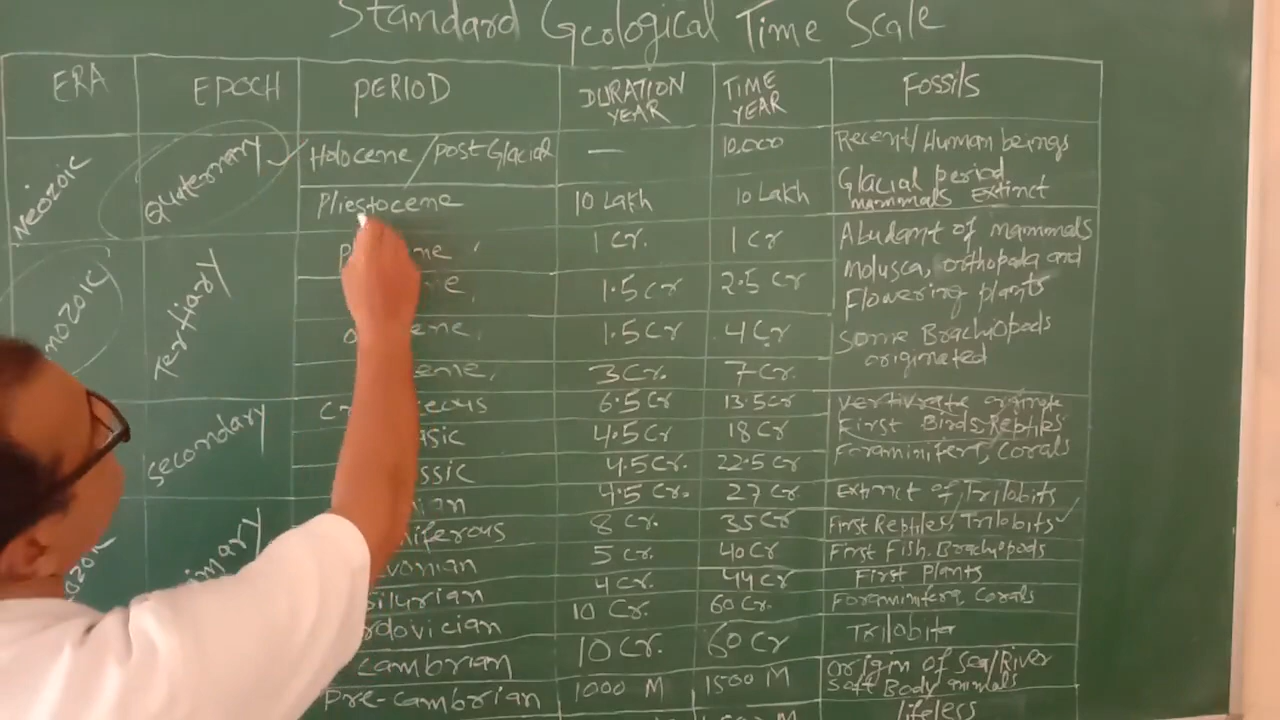 Standard Geological Time Scale
ERA EPOCH PERIOD DURATION YEAR TIME YEAR Fossils
Neozoic Quaternary Holocene / Post Glacial — 10.000 Recent/Human beings
Pliestocene 10 Lakh 10 Lakh Glacial period mammals Extinct
1 Cr. 1 Cr Abudant of mammals
Tertiary 1.5 Cr 2.5 Cr Molusca, orthopada and Flowering plants
1.5 Cr 4 Cr Some Brachiopods originated
3 Cr. 7 Cr.
Secondary 6.5 Cr 13.5 Cr Vertivrate originate
4.5 Cr 18 Cr First Birds Reptiles
4.5 Cr. 22.5 Cr Foraminifera, Corals
4.5 Cr. 27 Cr. Extinct of Trilobits
8 Cr. 35 Cr First Reptiles, Trilobits
5 Cr. 40 Cr First Fish. Brachiopods
4 Cr. 44 Cr First plants
10 Cr. 60 Cr. Foraminifera Corals
Cambrian 10 Cr. 60 Cr Trilobite
Pre-Cambrian 1000 M 1500 M Origin of Sea/River
Soft Body animals
M lifeless